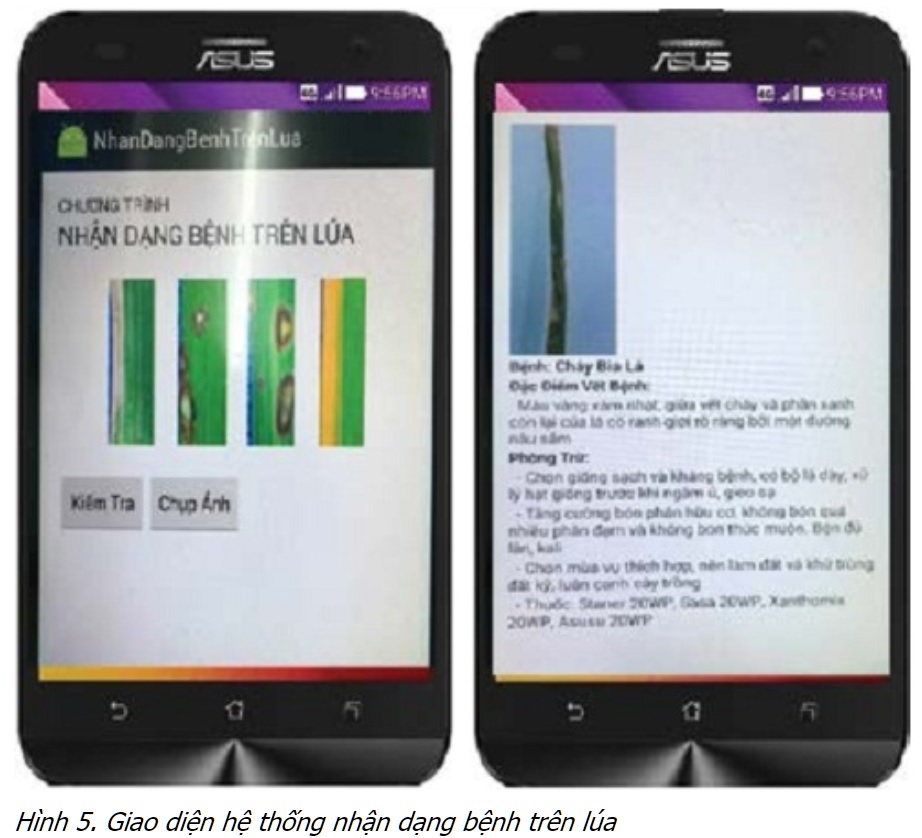 ASUS
4G 9:56PM
NhanDangBenhTrenLua
CHƯƠNG TRÌNH
NHẬN DẠNG BỆNH TRÊN LÚA
Kiểm Tra Chụp Ảnh
ASUS
4G 9:56PM
Bệnh: Cháy Bìa Lá
Đặc Điểm Vết Bệnh:
Màu vàng xám nhạt, giữa vết cháy và phần xanh
còn lại của lá có ranh giới rõ ràng bởi một đường
nâu sẫm
Phòng Trừ:
- Chọn giống sạch và kháng bệnh, có bộ lá dày, xử
lý hạt giống trước khi ngâm ủ, gieo sạ
- Tăng cường bón phân hữu cơ, không bón quá
nhiều phân đạm và không bón thúc muộn. Bón đủ
lân, kali
- Chọn mùa vụ thích hợp, nên làm đất và khử trùng
đất kỹ, luân canh cây trồng
- Thuốc: Staner 20WP, Sasa 20WP, Xanthomix
20WP, Asusu 20WP
Hình 5. Giao diện hệ thống nhận dạng bệnh trên lúa